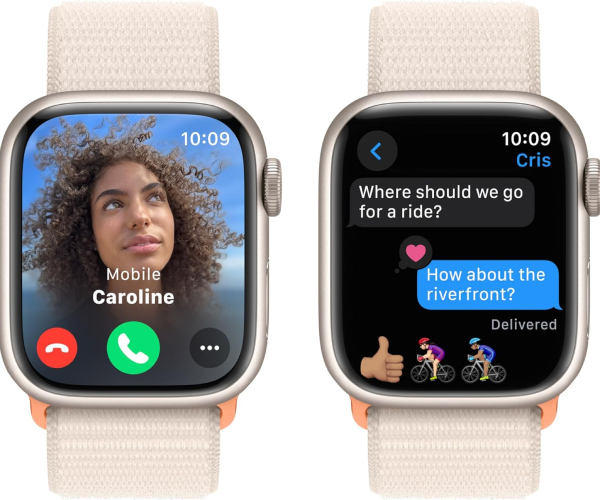 10:09
Mobile
Caroline
10:09
Cris
Where should we go
for a ride?
How about the
riverfront?
Delivered